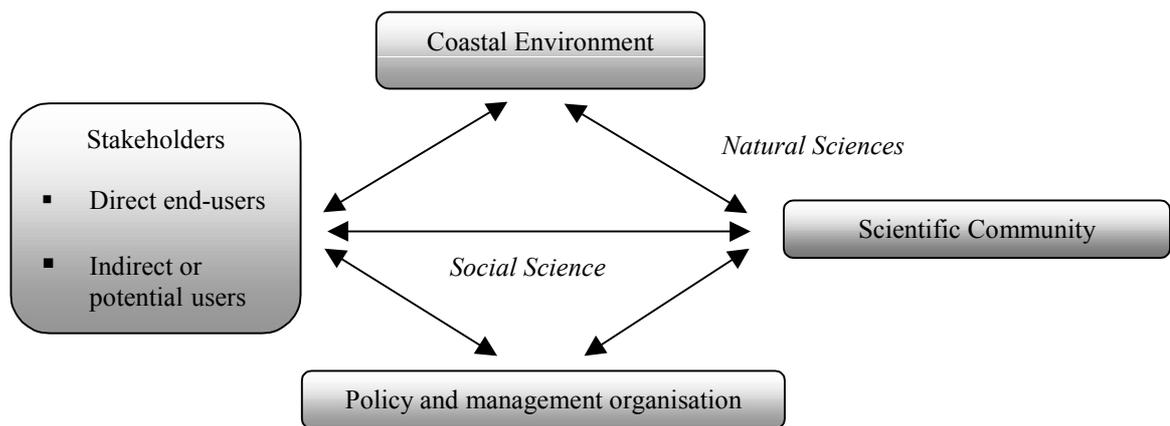 Coastal Environment
Stakeholders
▪ Direct end-users
▪ Indirect or
potential users
Natural Sciences
Scientific Community
Social Science
Policy and management organisation